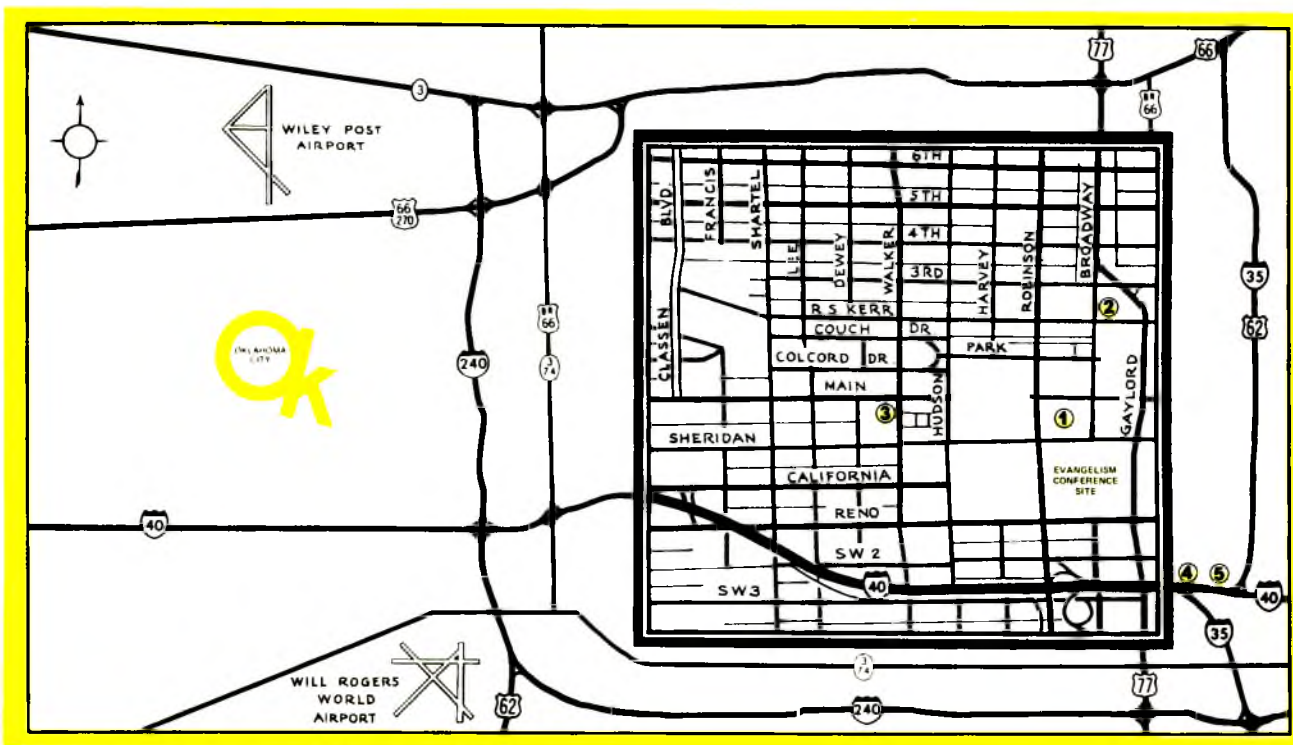 77
66
BR
66
3
WILEY POST
AIRPORT
6TH
5TH
4TH
3RD
BLVD.
CLASSEN
FRANCIS
SHARTEL
LEE
DEWEY
WALKER
HARVEY
ROBINSON
BROADWAY
66
270
35
62
R S KERR
2
COUCH DR
PARK
COLCORD DR
MAIN
HUDSON
GAYLORD
BR
66
3
74
240
OKLAHOMA
CITY
ok
3
1
SHERIDAN
EVANGELISM
CONFERENCE
SITE
CALIFORNIA
RENO
40
SW 2
SW3
40
4
5
40
35
3
74
WILL ROGERS
WORLD
AIRPORT
62
240
77